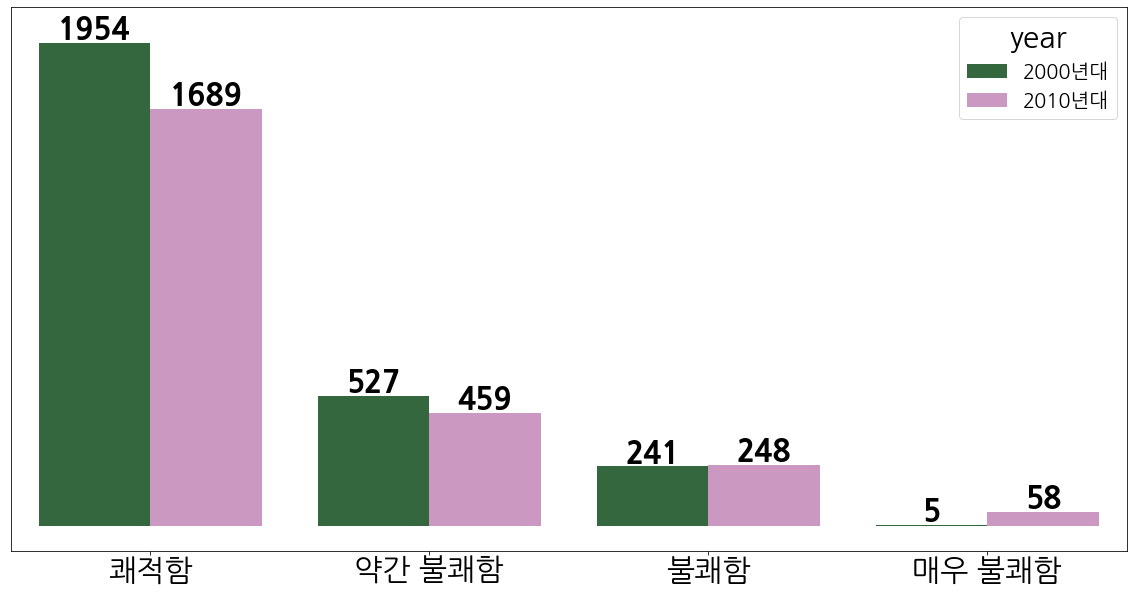 1954
1689
527
459
241
248
5
58
year
2000년대
2010년대
쾌적함
약간 불쾌함
불쾌함
매우 불쾌함